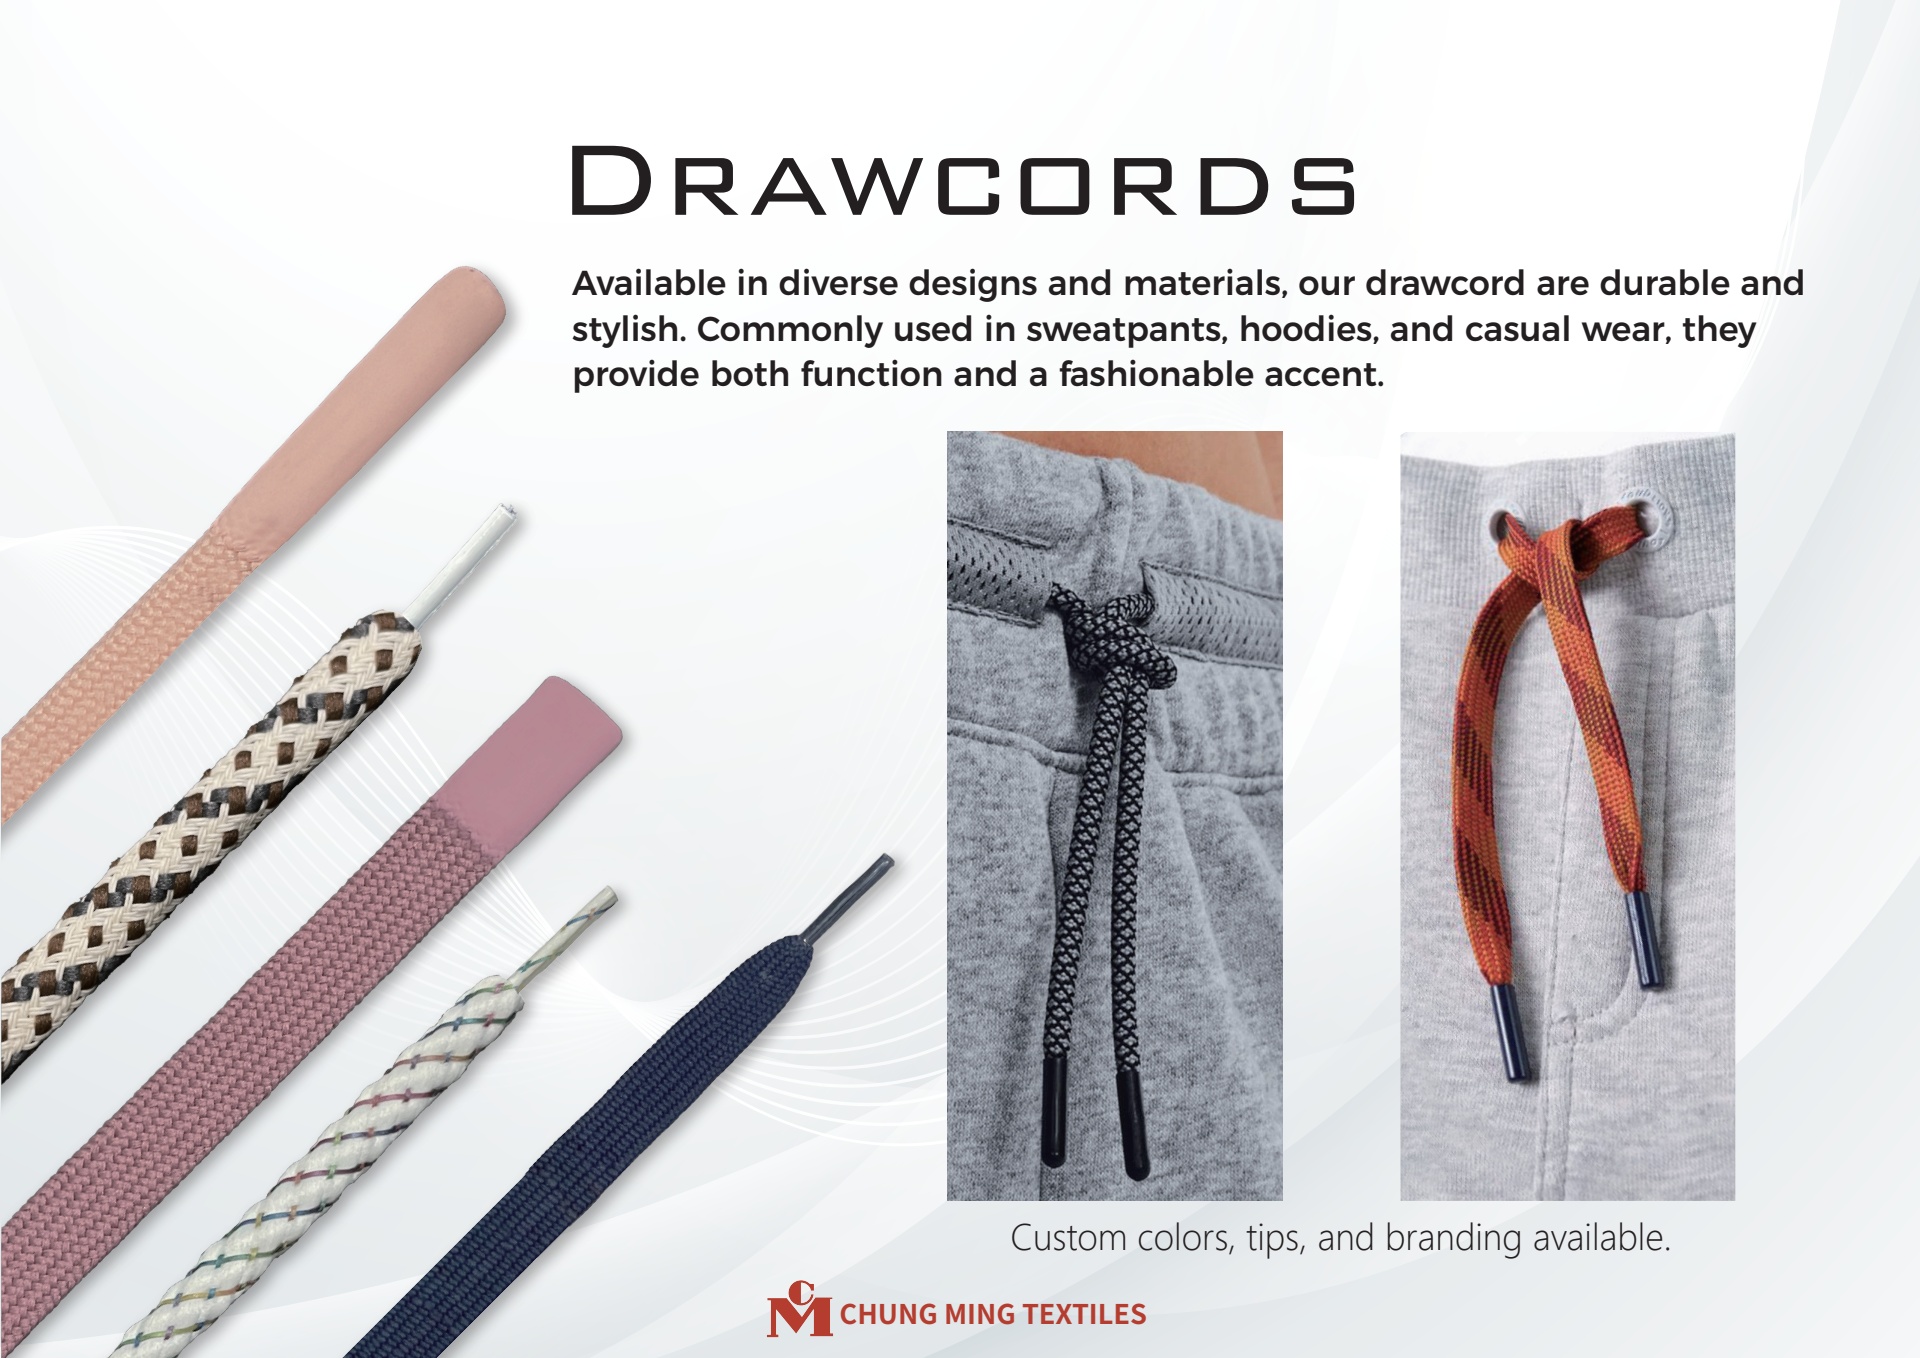 DRAWCORDS
Available in diverse designs and materials, our drawcord are durable and
stylish. Commonly used in sweatpants, hoodies, and casual wear, they
provide both function and a fashionable accent.
Custom colors, tips, and branding available.
CM CHUNG MING TEXTILES